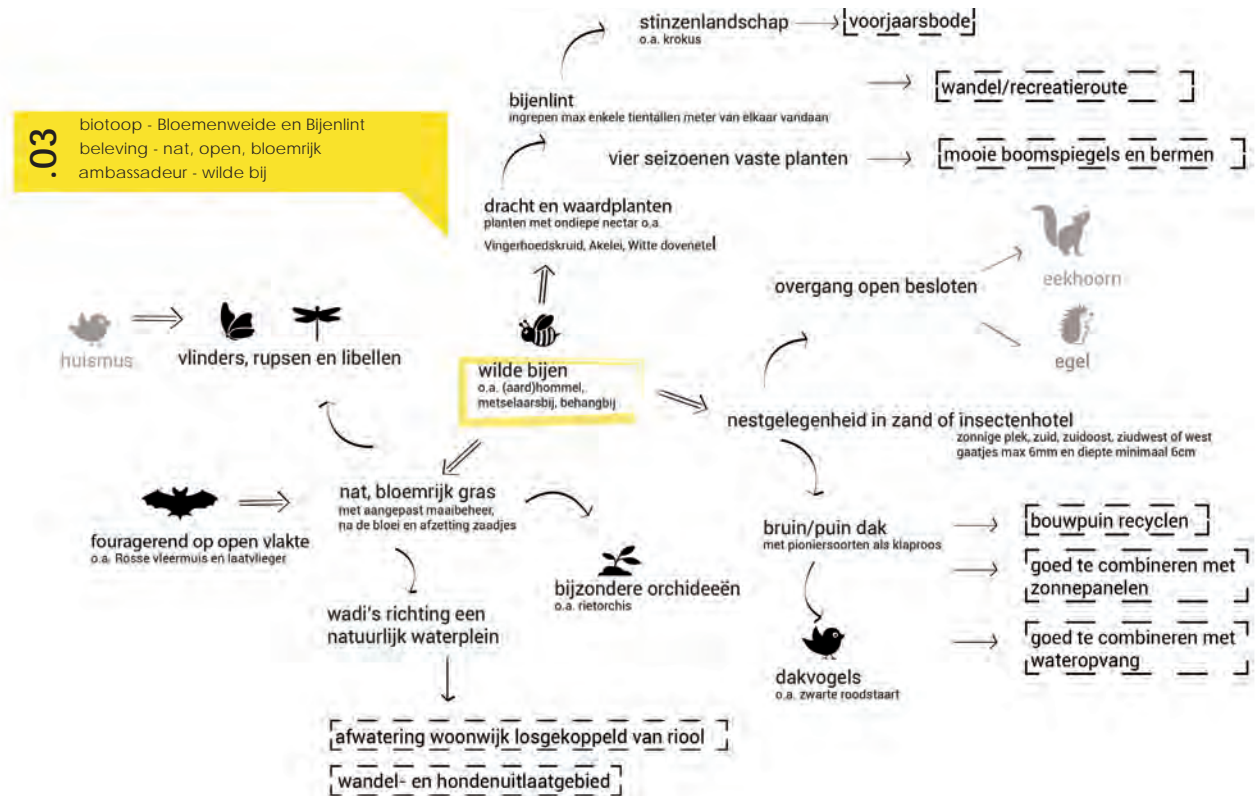 stinzenlandschap
o.a. krokus
voorjaarsbode
bijenlint
ingrepen max enkele tientallen meter van elkaar vandaan
wandel/recreatieroute
.03
biotoop - Bloemenweide en Bijenlint
beleving - nat, open, bloemrijk
ambassadeur - wilde bij
vier seizoenen vaste planten
mooie boomspiegels en bermen
dracht en waardplanten
planten met ondiepe nectar o.a.
Vingerhoedskruid, Akelei, Witte dovenetel
overgang open besloten
eekhoorn
egel
huismus
vlinders, rupsen en libellen
wilde bijen
o.a. (aard)hommel,
metselaarsbij, behangbij
nestgelegenheid in zand of insectenhotel
zonnige plek, zuid, zuidoost, ziudwest of west
gaatjes max 6mm en diepte minimaal 6cm
nat, bloemrijk gras
met aangepast maaibeheer,
na de bloei en afzetting zaadjes
fouragerend op open vlakte
o.a. Rosse vleermuis en laatvlieger
bruin/puin dak
met pioniersoorten als klaproos
bouwpuin recyclen
goed te combineren met
zonnepanelen
goed te combineren met
wateropvang
bijzondere orchideeën
o.a. rietorchis
wadi's richting een
natuurlijk waterplein
dakvogels
o.a. zwarte roodstaart
afwatering woonwijk losgekoppeld van riool
wandel- en hondenuitlaatgebied